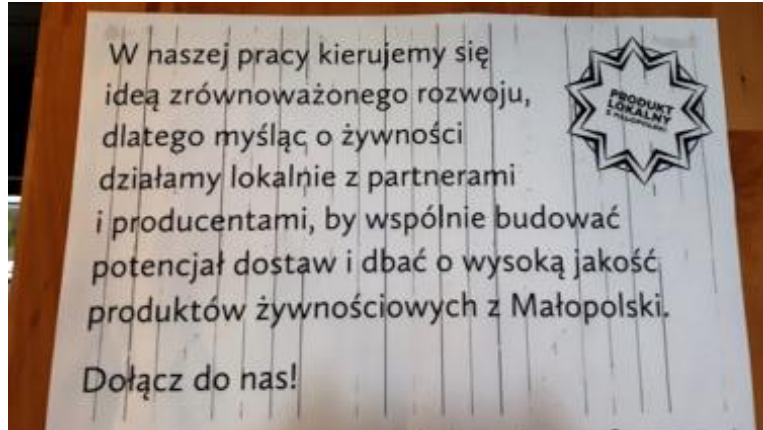 W naszej pracy kierujemy się
ideą zrównoważonego rozwoju,
dlatego myśląc o żywności
działamy lokalnie z partnerami
i producentami, by wspólnie budować
potencjał dostaw i dbać o wysoką jakość
produktów żywnościowych z Małopolski.
Dołącz do nas!
PRODUKT
LOKALNY
Z MAŁOPOLSKI